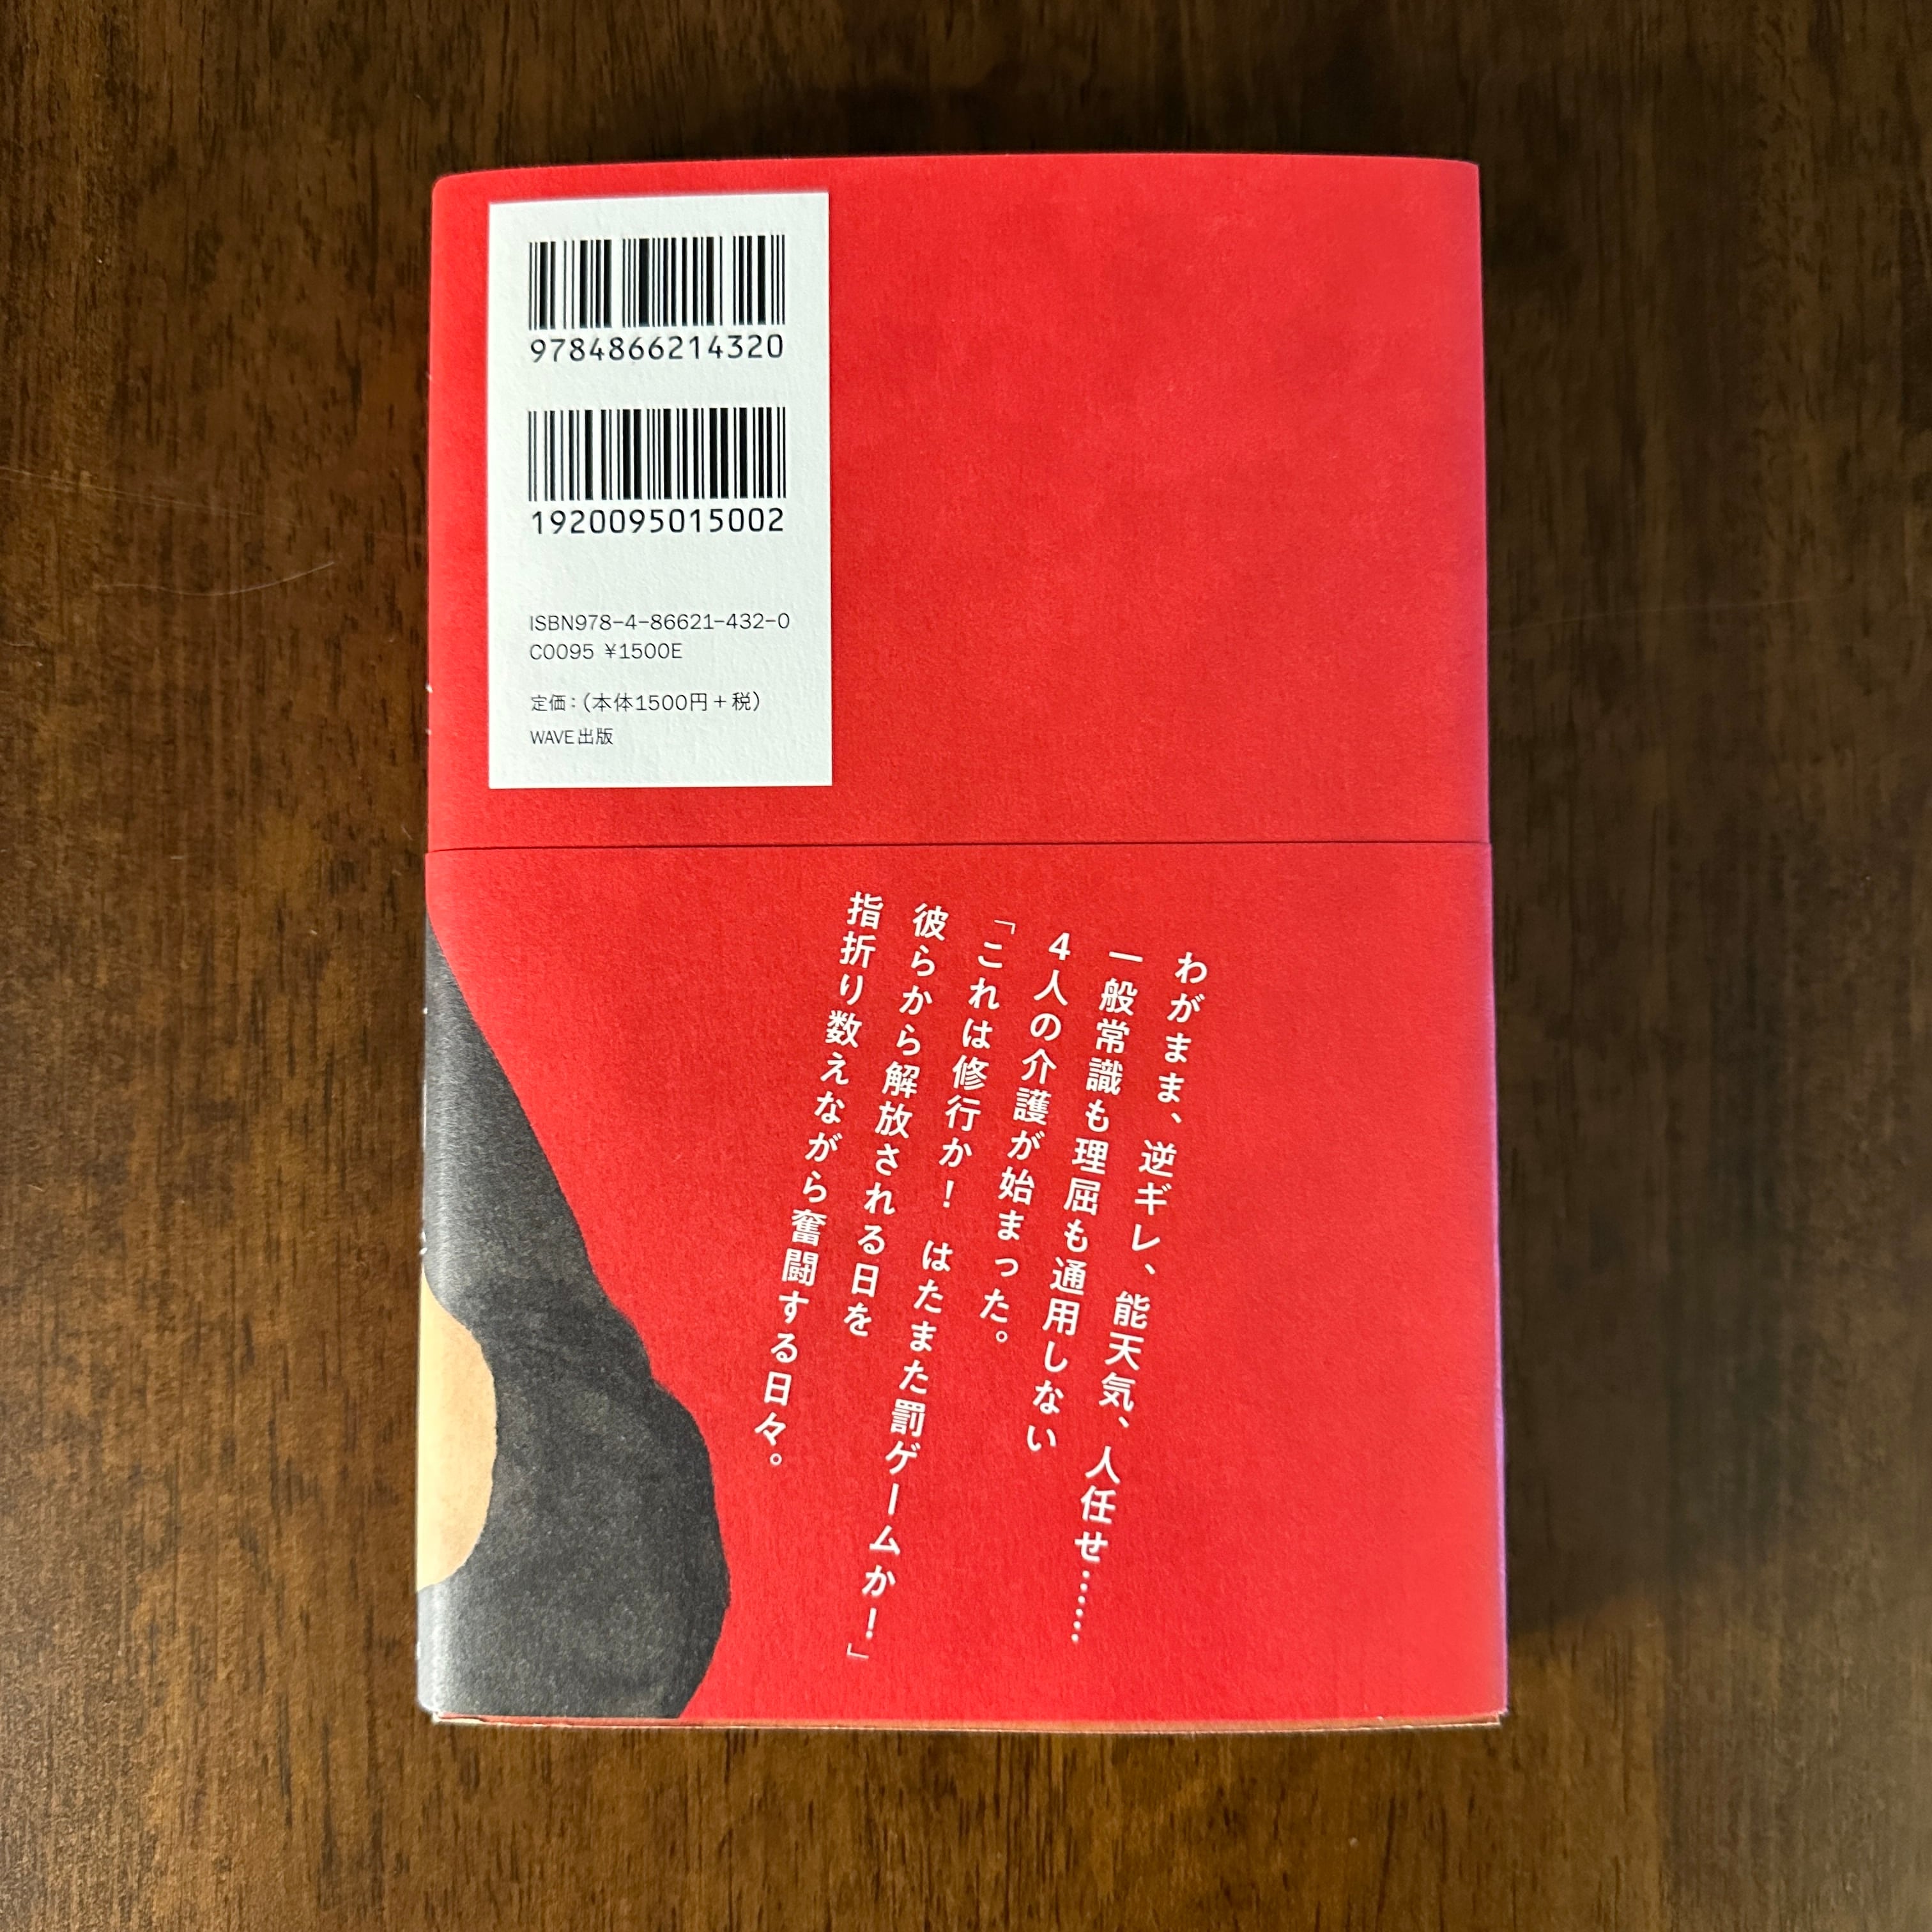 9784866214320
1920095015002
ISBN978-4-86621-432-0
C0095 ¥1500E
定価:(本体1500円+税)
WAVE出版
わがまま、逆ギレ、能天気、人任せ……
一般常識も理屈も通用しない
4人の介護が始まった。
「これは修行か! はたまた罰ゲームか!」
彼らから解放される日を
指折り数えながら奮闘する日々。